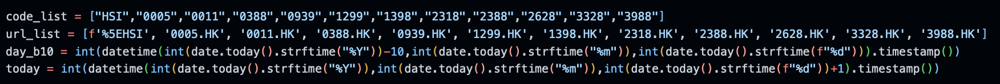 code_list = ["HSI","0005","0011","0388","0939","1299","1398","2318","2388","2628","3328","3988"]
url_list = [f'%5EHSI', '0005.HK', '0011.HK', '0388.HK', '0939.HK', '1299.HK', '1398.HK', '2318.HK', '2388.HK', '2628.HK', '3328.HK', '3988.HK']
day_b10 = int(datetime(int(date.today().strftime("%Y"))-10,int(date.today().strftime("%m")),int(date.today().strftime(f"%d"))).timestamp())
today = int(datetime(int(date.today().strftime("%Y")),int(date.today().strftime("%m")),int(date.today().strftime(f"%d"))+1).timestamp())